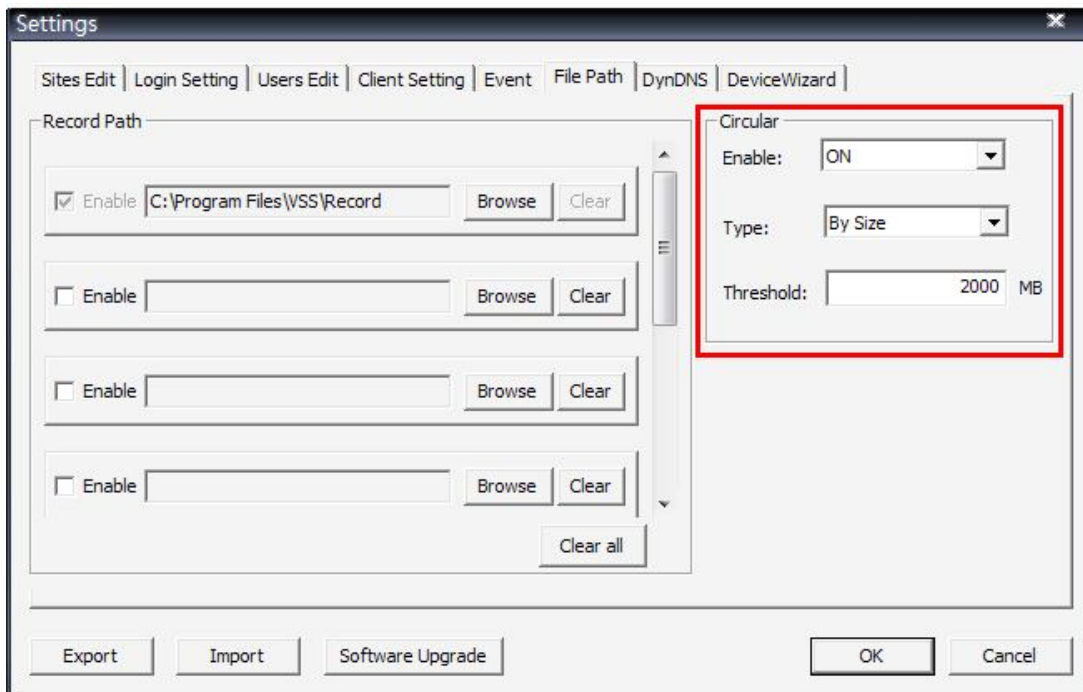 Settings
Sites Edit Login Setting Users Edit Client Setting Event File Path DynDNS DeviceWizard
Record Path
Enable C:\Program Files\VSS\Record Browse Clear
Enable Browse Clear
Enable Browse Clear
Enable Browse Clear
Clear all
Circular
Enable: ON
Type: By Size
Threshold: 2000 MB
Export Import Software Upgrade OK Cancel